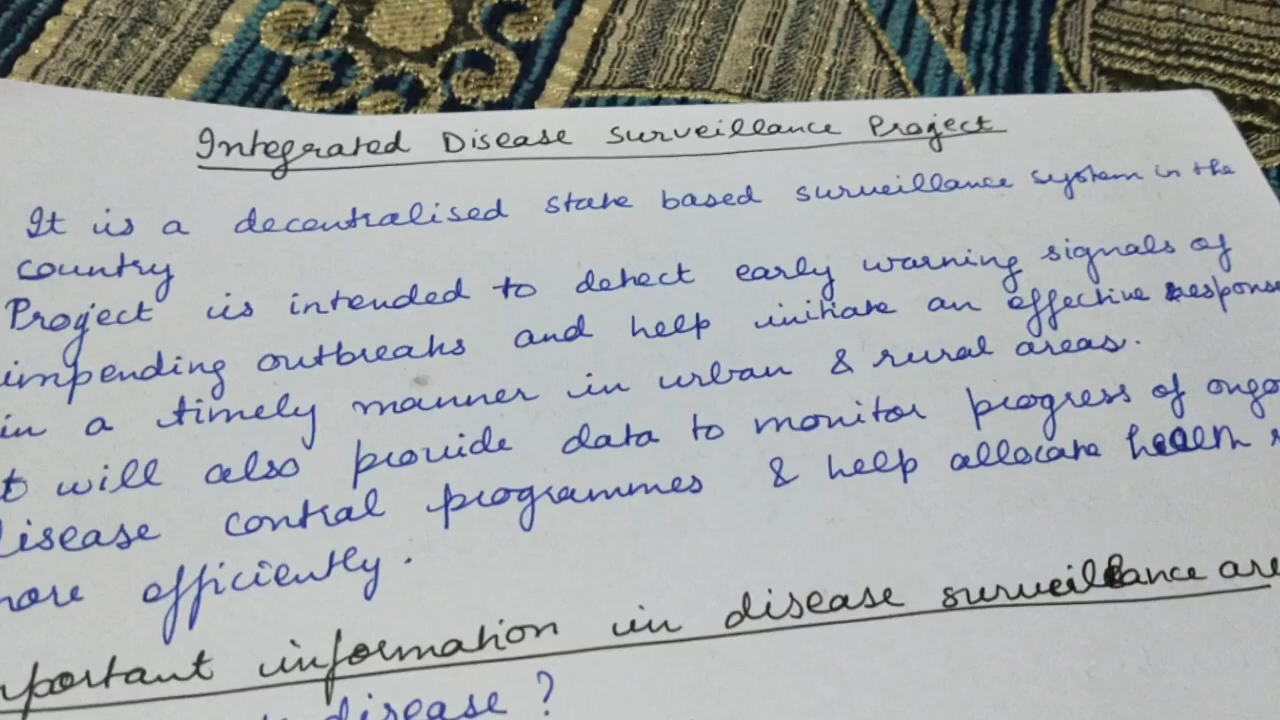 Integrated Disease Surveillance Project
It is a decentralised state based surveillance system in the
country
Project is intended to detect early warning signals of
impending outbreaks and help initiate an effective response
in a timely manner in urban & rural areas.
will also provide data to monitor progress of
disease control programmes & help allocate health
efficiently.
information in disease surveillance are
disease ?